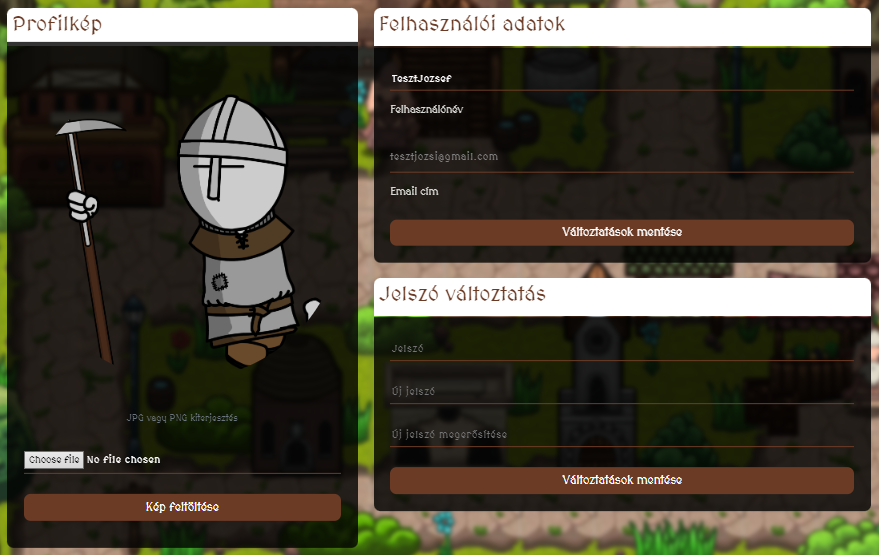 Profilkép
JPG vagy PNG kiterjesztés
Choose file No file chosen
Kép feltöltése
Felhasználói adatok
TesztJozsef
Felhasználónév
tesztjozsi@gmail.com
Email cím
Változtatások mentése
Jelszó változtatás
Jelszó
Új jelszó
Új jelszó megerősítése
Változtatások mentése